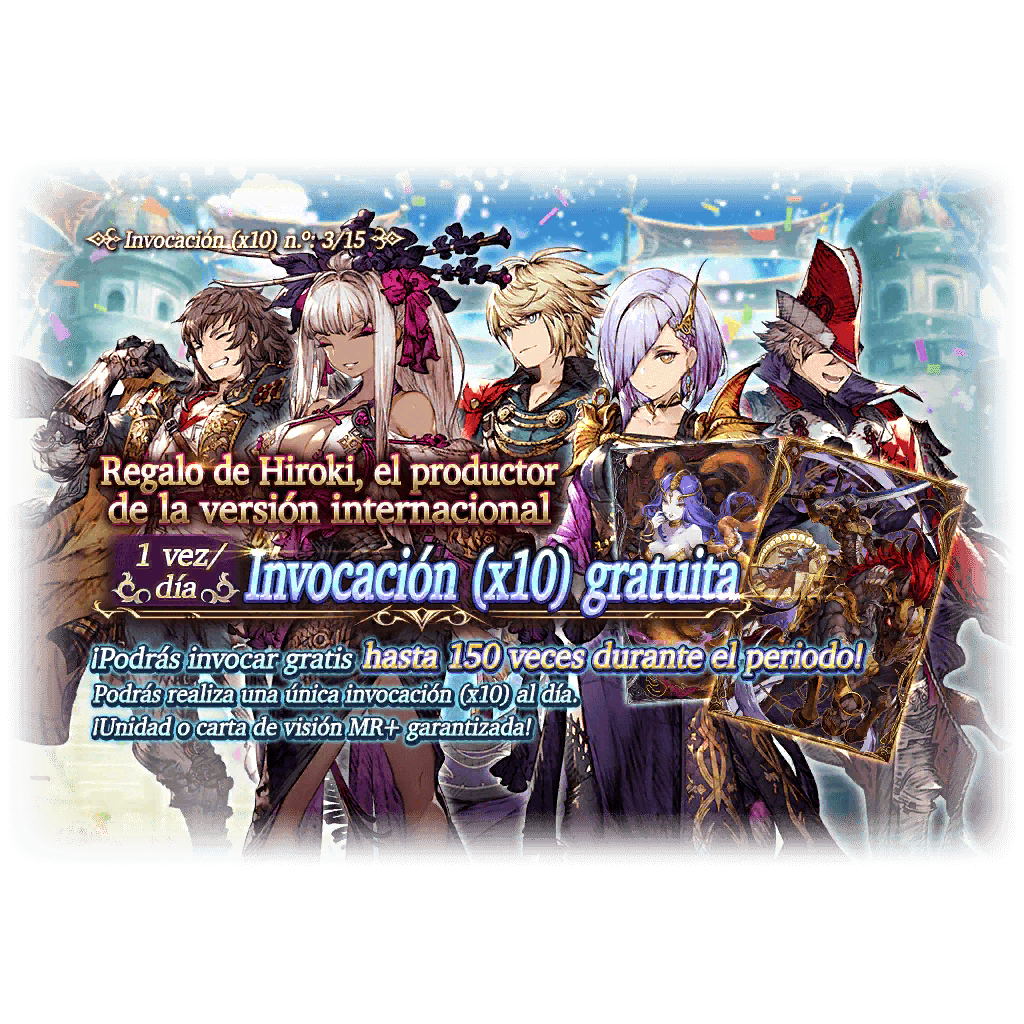 Invocación (x10) n.º: 3/15
Regalo de Hiroki, el productor
de la versión internacional
1 vez/
día
Invocación (x10) gratuita
¡Podrás invocar gratis hasta 150 veces durante el periodo!
Podrás realiza una única invocación (x10) al día.
¡Unidad o carta de visión MR+ garantizada!